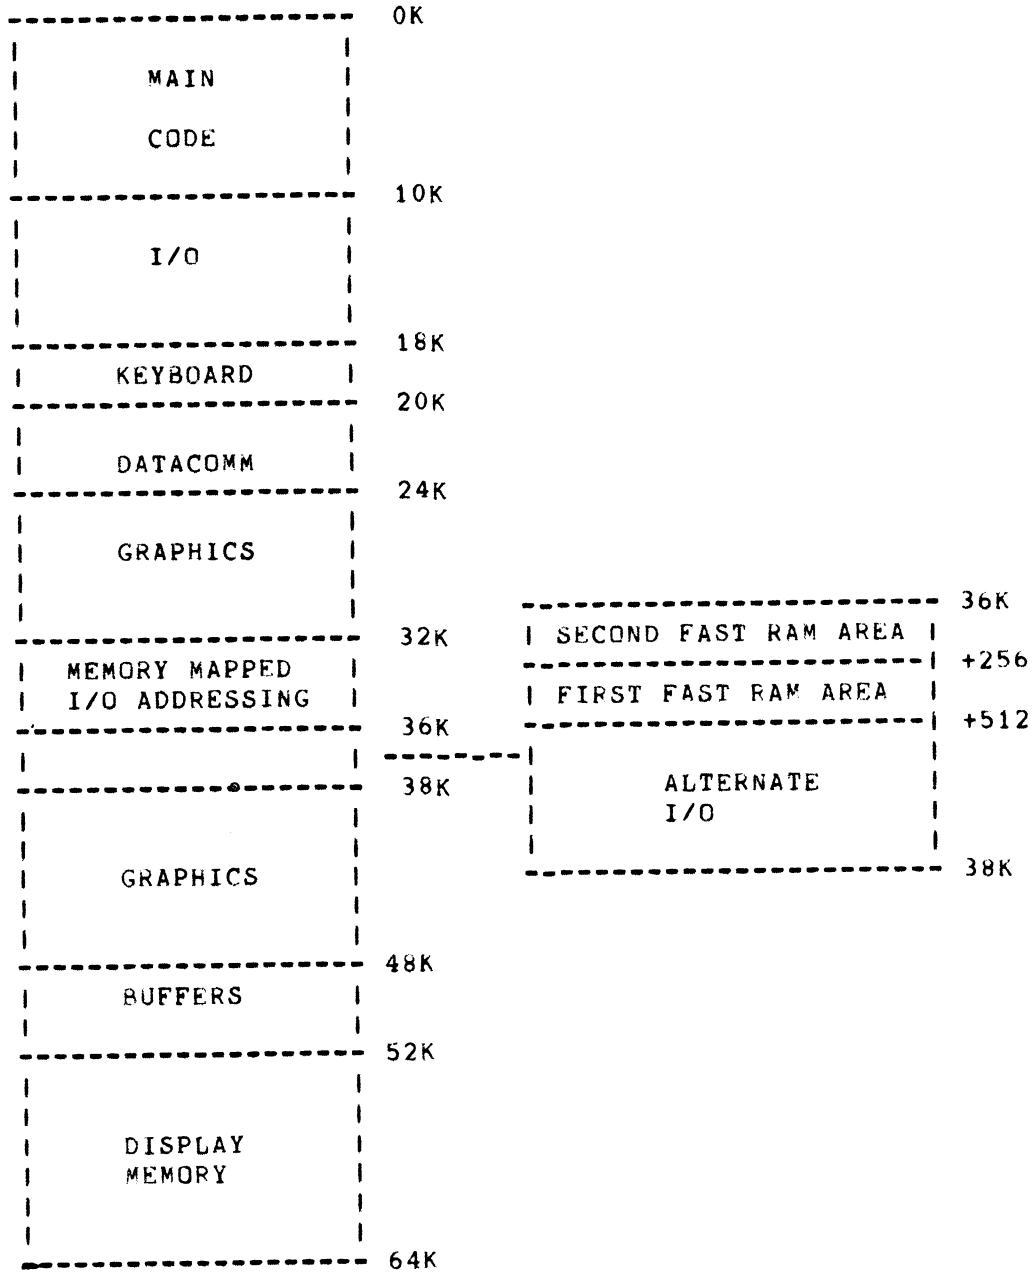 0K
MAIN
CODE
10K
I/O
18K
KEYBOARD
20K
DATACOMM
24K
GRAPHICS
32K
MEMORY MAPPED
I/O ADDRESSING
36K
38K
GRAPHICS
48K
BUFFERS
52K
DISPLAY
MEMORY
64K
36K
SECOND FAST RAM AREA
+256
FIRST FAST RAM AREA
+512
ALTERNATE
I/O
38K